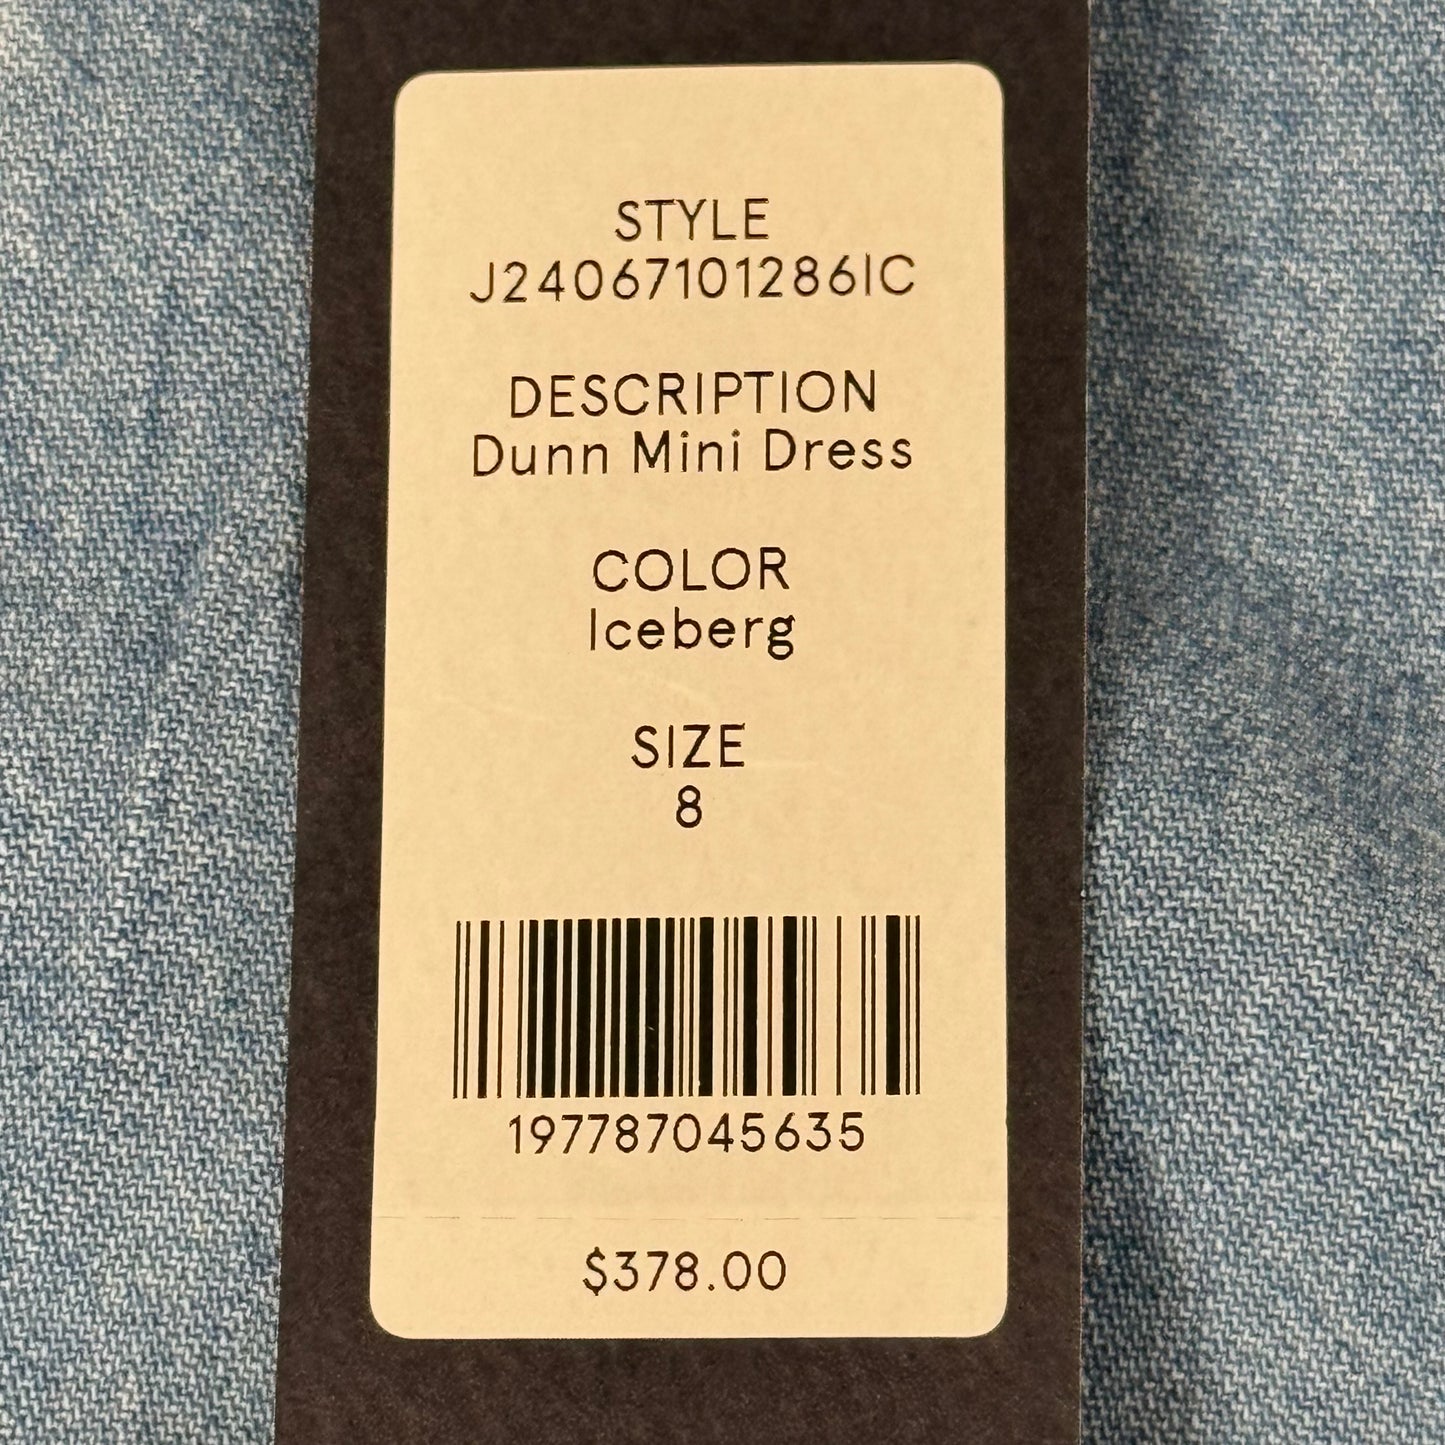 STYLE
J24067101286IC
DESCRIPTION
Dunn Mini Dress
COLOR
Iceberg
SIZE
8
197787045635
$378.00